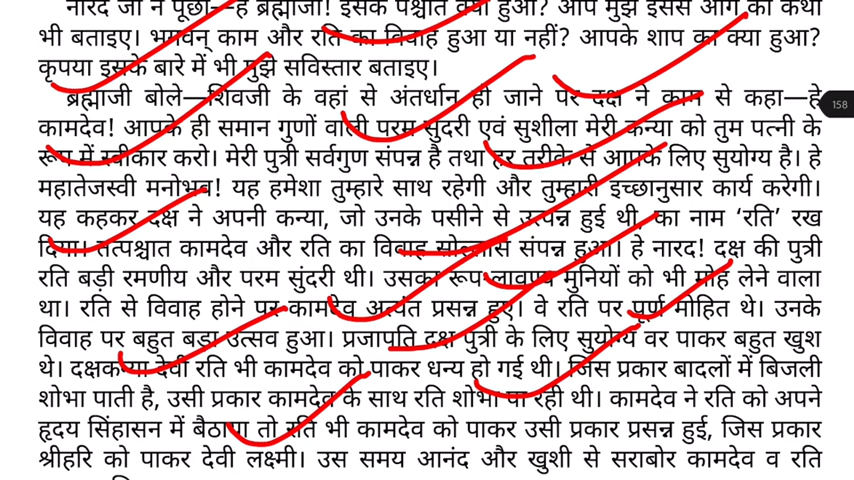 नारद जी ने पूछा—हे ब्रह्माजी! इसके पश्चात क्या हुआ? आप मुझे इससे आगे की कथा
भी बताइए। भगवन् काम और रति का विवाह हुआ या नहीं? आपके शाप का क्या हुआ?
कृपया इसके बारे में भी मुझे सविस्तार बताइए।
ब्रह्माजी बोले—शिवजी के वहां से अंतर्धान हो जाने पर दक्ष ने काम से कहा—हे
कामदेव! आपके ही समान गुणों वाली परम सुंदरी एवं सुशीला मेरी कन्या को तुम पत्नी के
रूप में स्वीकार करो। मेरी पुत्री सर्वगुण संपन्न है तथा हर तरीके से आपके लिए सुयोग्य है। हे
महातेजस्वी मनोभव! यह हमेशा तुम्हारे साथ रहेगी और तुम्हारी इच्छानुसार कार्य करेगी।
यह कहकर दक्ष ने अपनी कन्या, जो उनके पसीने से उत्पन्न हुई थी, का नाम ‘रति’ रख
दिया। तत्पश्चात कामदेव और रति का विवाह सोल्लास संपन्न हुआ। हे नारद! दक्ष की पुत्री
रति बड़ी रमणीय और परम सुंदरी थी। उसका रूप लावण्य मुनियों को भी मोह लेने वाला
था। रति से विवाह होने पर कामदेव अत्यंत प्रसन्न हुए। वे रति पर पूर्ण मोहित थे। उनके
विवाह पर बहुत बड़ा उत्सव हुआ। प्रजापति दक्ष पुत्री के लिए सुयोग्य वर पाकर बहुत खुश
थे। दक्षकन्या देवी रति भी कामदेव को पाकर धन्य हो गई थी। जिस प्रकार बादलों में बिजली
शोभा पाती है, उसी प्रकार कामदेव के साथ रति शोभा पा रही थी। कामदेव ने रति को अपने
हृदय सिंहासन में बैठाया तो रति भी कामदेव को पाकर उसी प्रकार प्रसन्न हुई, जिस प्रकार
श्रीहरि को पाकर देवी लक्ष्मी। उस समय आनंद और खुशी से सराबोर कामदेव व रति
158